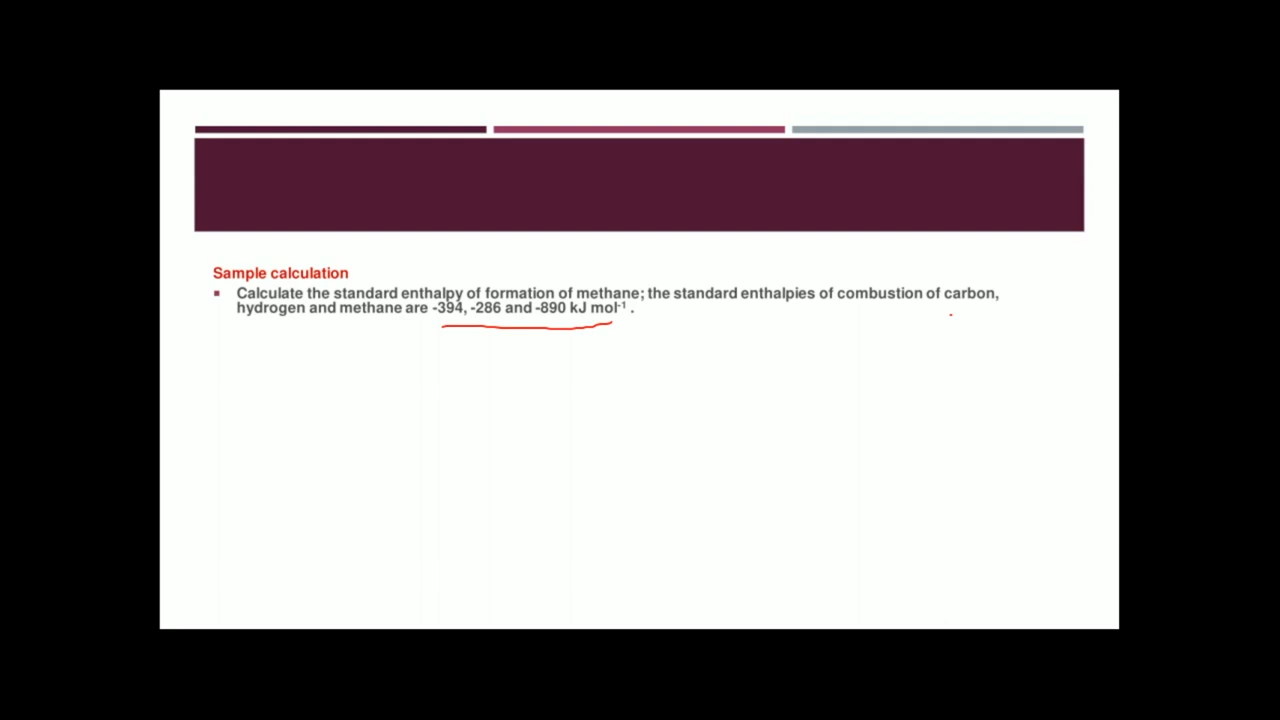 Sample calculation
▪ Calculate the standard enthalpy of formation of methane; the standard enthalpies of combustion of carbon,
hydrogen and methane are -394, -286 and -890 kJ mol⁻¹ .